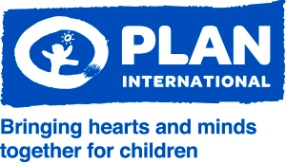 PLAN
INTERNATIONAL
Bringing hearts and minds
together for children